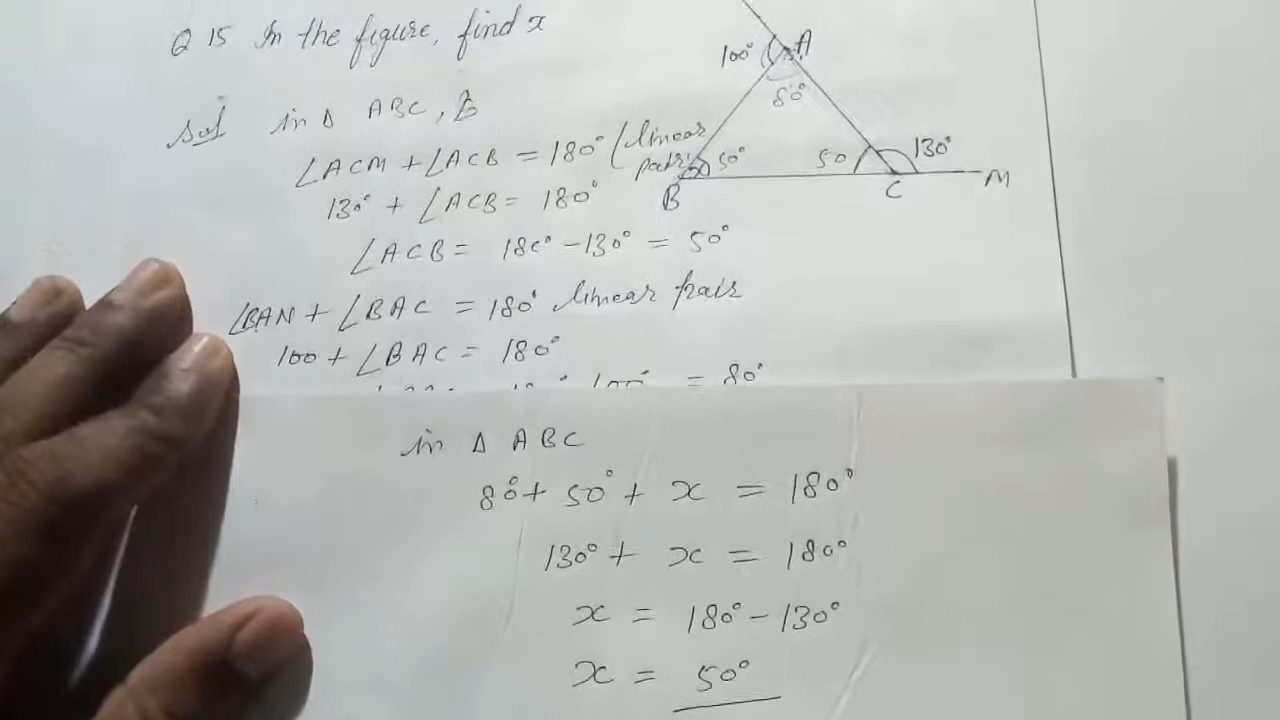 Q 15 In the figure, find x
Sol in Δ ABC,
∠ACM + ∠ACB = 180° (linear pair)
130° + ∠ACB = 180°
∠ACB = 180° - 130° = 50°
∠BAN + ∠BAC = 180° linear pair
100 + ∠BAC = 180°
= 80°
100° A
80°
50° 50 130°
B C M
in Δ ABC
80° + 50° + x = 180°
130° + x = 180°
x = 180° - 130°
x = 50°